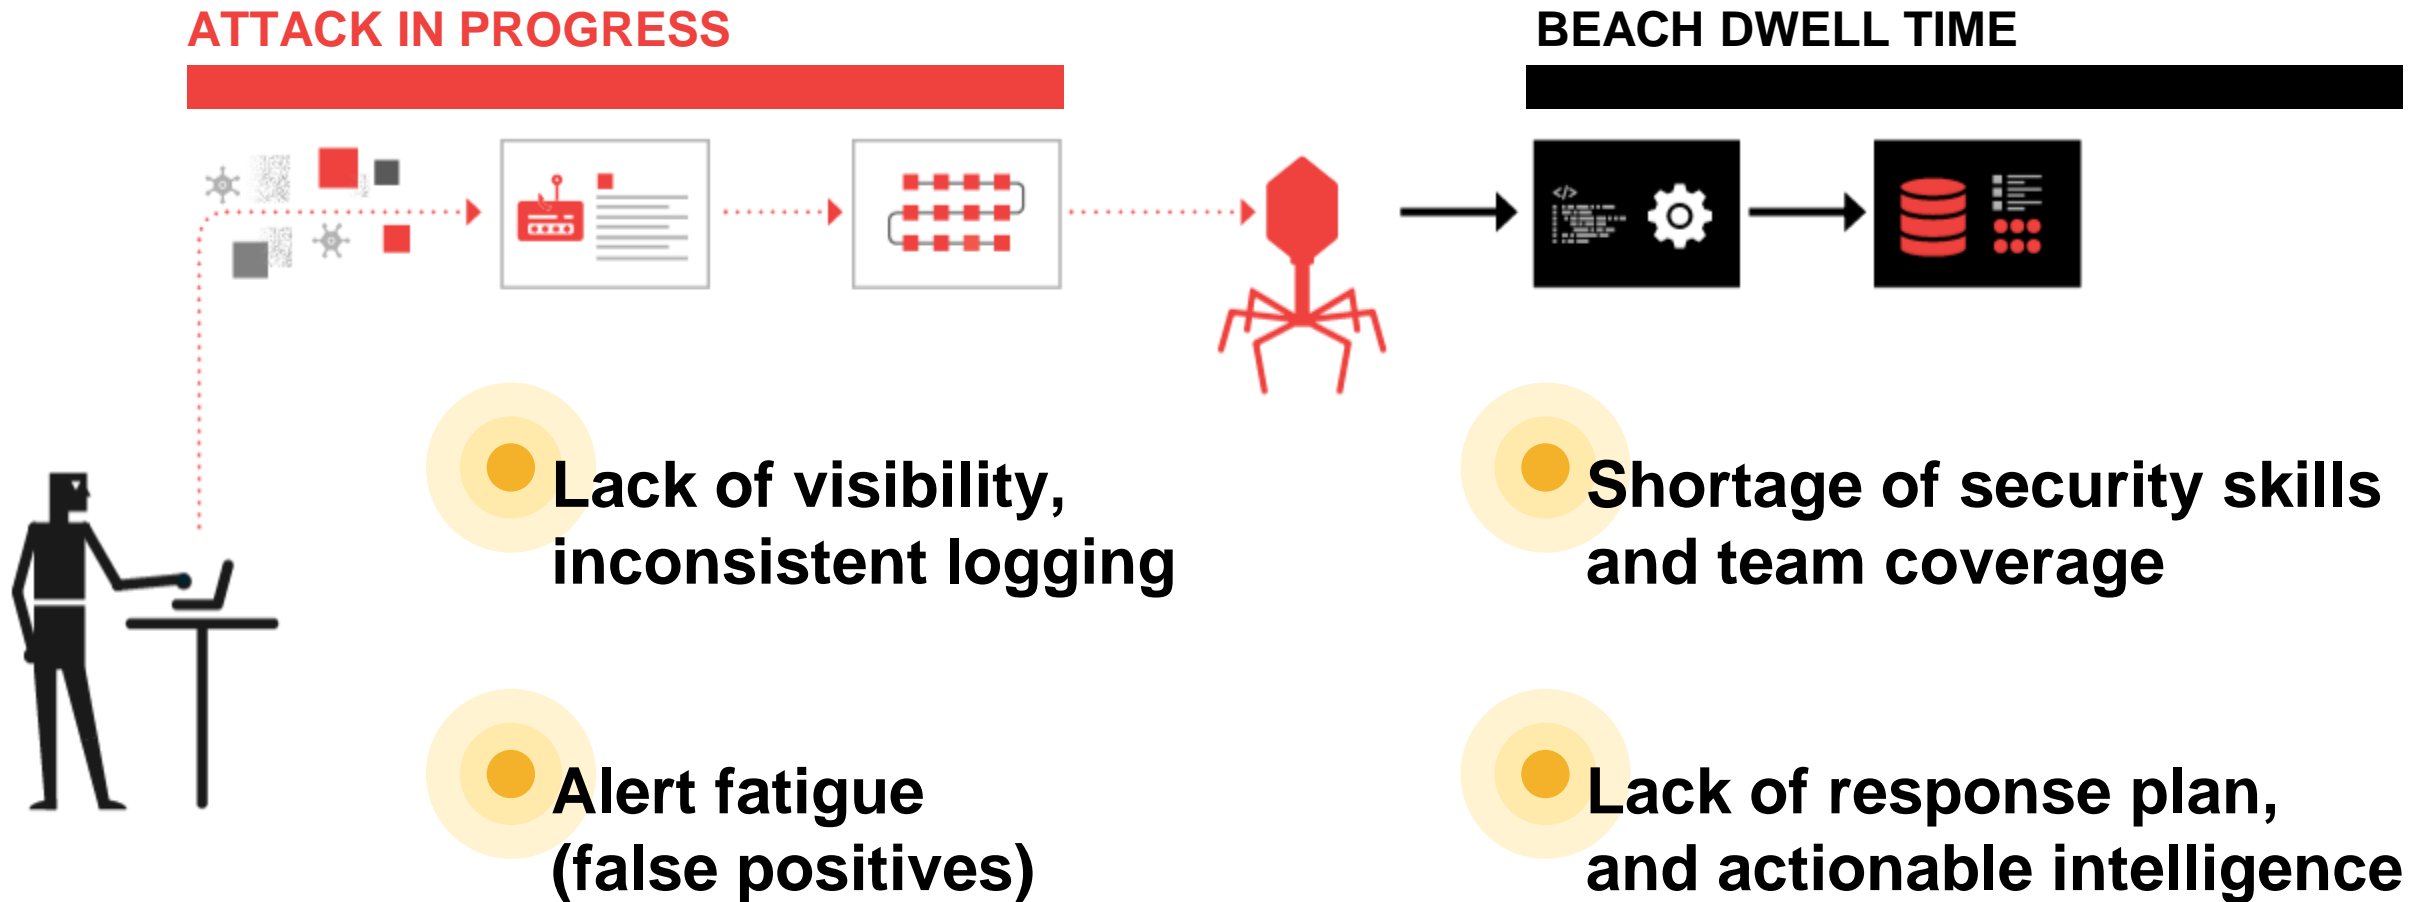 ATTACK IN PROGRESS
BEACH DWELL TIME
</>
Lack of visibility,
inconsistent logging
Shortage of security skills
and team coverage
Alert fatigue
(false positives)
Lack of response plan,
and actionable intelligence